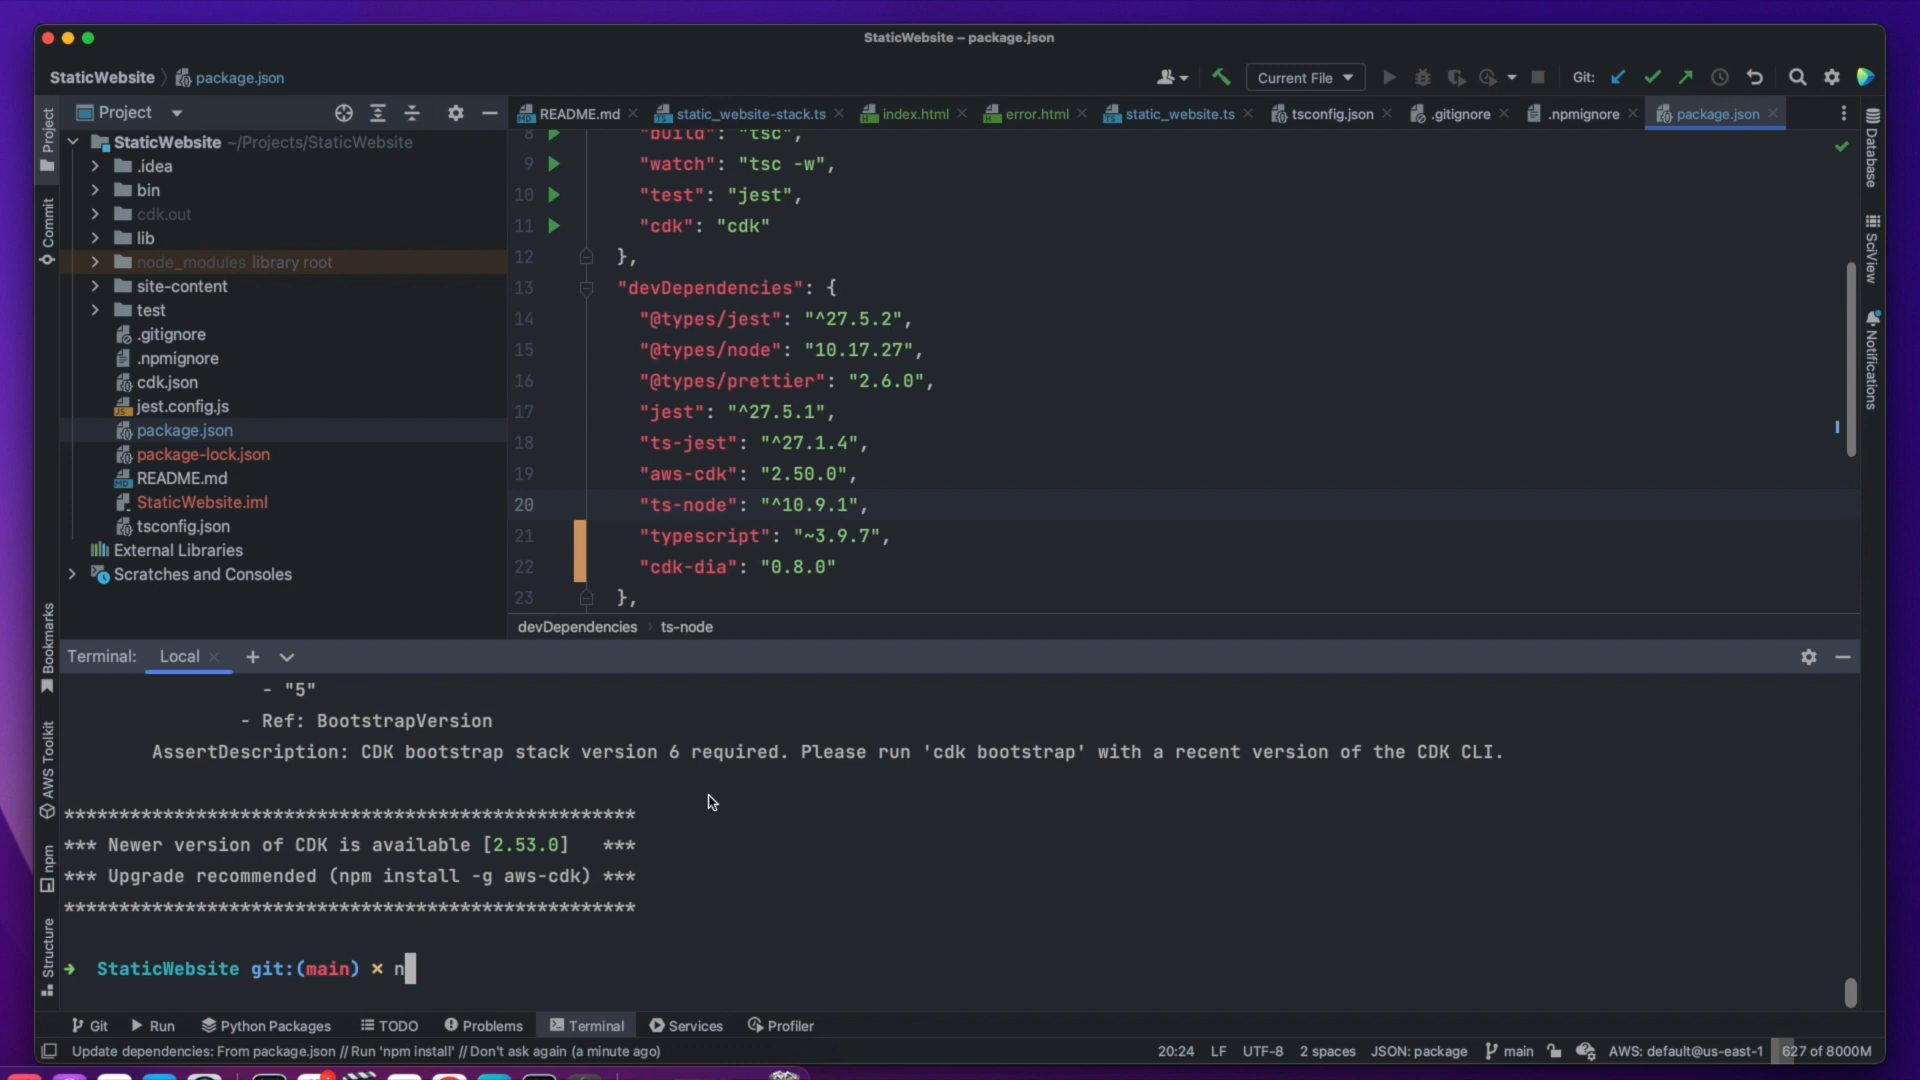 StaticWebsite – package.json
StaticWebsite
package.json
Current File
Git:
Project
Project
README.md
static_website-stack.ts
index.html
error.html
static_website.ts
tsconfig.json
.gitignore
.npmignore
package.json
StaticWebsite ~/Projects/StaticWebsite
.idea
bin
cdk.out
lib
node_modules library root
site-content
test
.gitignore
.npmignore
cdk.json
jest.config.js
package.json
package-lock.json
README.md
StaticWebsite.iml
tsconfig.json
External Libraries
Scratches and Consoles
Commit
Bookmarks
AWS Toolkit
npm
Structure
8 "build": "tsc",
9 "watch": "tsc -w",
10 "test": "jest",
11 "cdk": "cdk"
12 },
13 "devDependencies": {
14 "@types/jest": "^27.5.2",
15 "@types/node": "10.17.27",
16 "@types/prettier": "2.6.0",
17 "jest": "^27.5.1",
18 "ts-jest": "^27.1.4",
19 "aws-cdk": "2.50.0",
20 "ts-node": "^10.9.1",
21 "typescript": "~3.9.7",
22 "cdk-dia": "0.8.0"
23 },
devDependencies
ts-node
Database
SciView
Notifications
Terminal:
Local
- "5"
- Ref: BootstrapVersion
AssertDescription: CDK bootstrap stack version 6 required. Please run 'cdk bootstrap' with a recent version of the CDK CLI.
****************************************************
*** Newer version of CDK is available [2.53.0] ***
*** Upgrade recommended (npm install -g aws-cdk) ***
****************************************************
➜ StaticWebsite git:(main) × n
Git
Run
Python Packages
TODO
Problems
Terminal
Services
Profiler
Update dependencies: From package.json // Run 'npm install' // Don't ask again (a minute ago)
20:24
LF
UTF-8
2 spaces
JSON: package
main
AWS: default@us-east-1
627 of 8000M